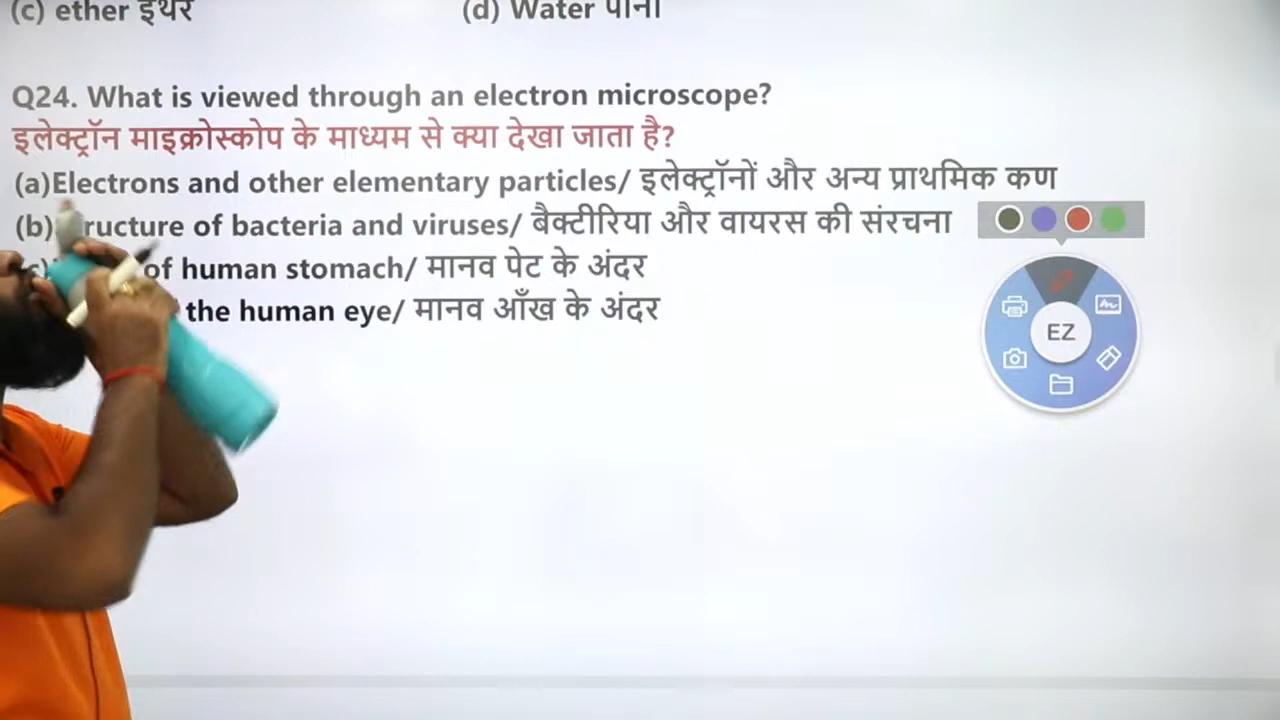 (c) ether इथर
(d) Water पानी
Q24. What is viewed through an electron microscope?
इलेक्ट्रॉन माइक्रोस्कोप के माध्यम से क्या देखा जाता है?
(a)Electrons and other elementary particles/ इलेक्ट्रॉनों और अन्य प्राथमिक कण
(b) of bacteria and viruses/ बैक्टीरिया और वायरस की संरचना
of human stomach/ मानव पेट के अंदर
the human eye/ मानव आँख के अंदर
EZ